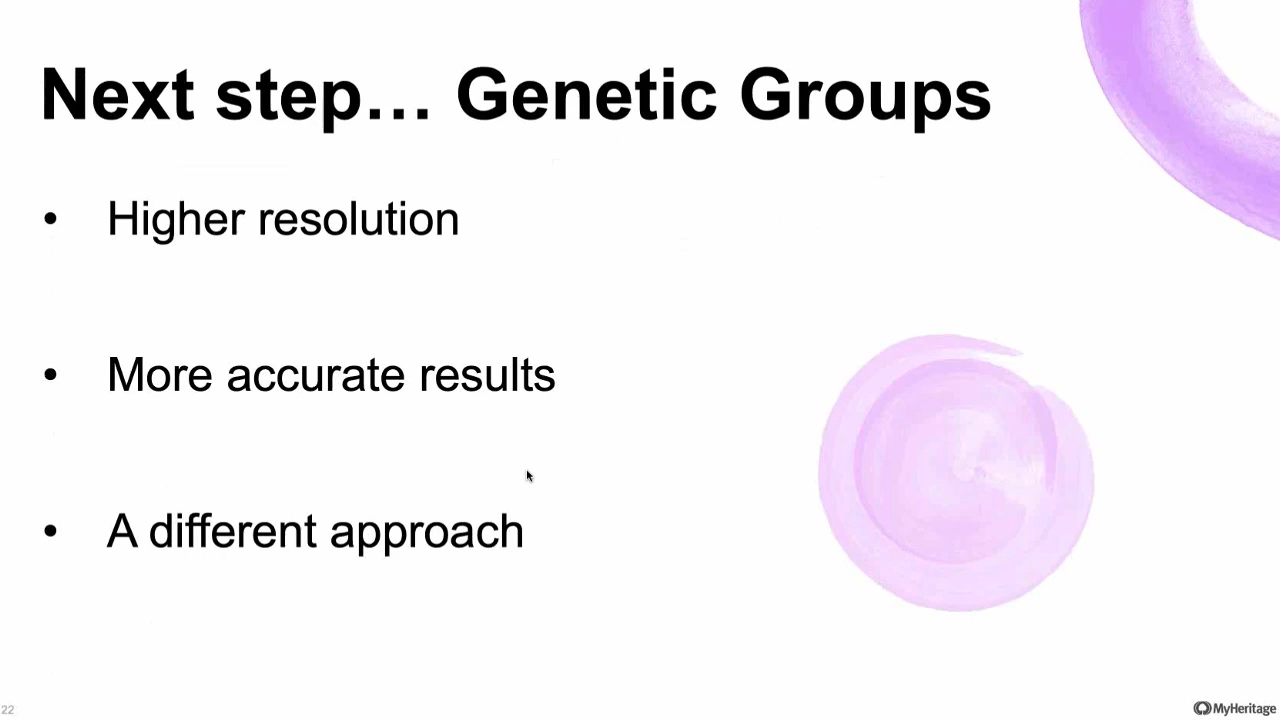 Next step… Genetic Groups
• Higher resolution
• More accurate results
• A different approach
22
MyHeritage